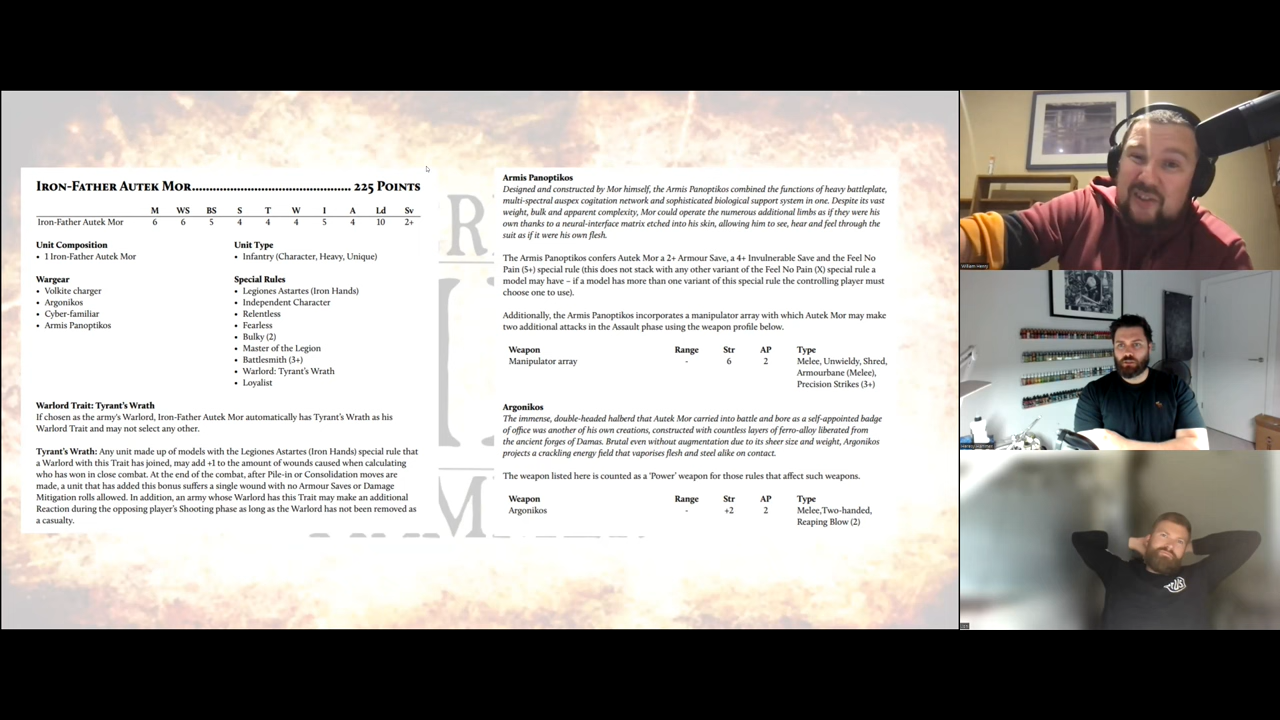 IRON-FATHER AUTEK MOR.............................................. 225 POINTS
M WS BS S T W I A Ld Sv
Iron-Father Autek Mor 6 6 5 4 4 4 5 4 10 2+
Unit Composition
• 1 Iron-Father Autek Mor
Unit Type
• Infantry (Character, Heavy, Unique)
Wargear
• Volkite charger
• Argonikos
• Cyber-familiar
• Armis Panoptikos
Special Rules
• Legiones Astartes (Iron Hands)
• Independent Character
• Relentless
• Fearless
• Bulky (2)
• Master of the Legion
• Battlesmith (3+)
• Warlord: Tyrant's Wrath
• Loyalist
Warlord Trait: Tyrant's Wrath
If chosen as the army's Warlord, Iron-Father Autek Mor automatically has Tyrant's Wrath as his
Warlord Trait and may not select any other.
Tyrant's Wrath: Any unit made up of models with the Legiones Astartes (Iron Hands) special rule that
a Warlord with this Trait has joined, may add +1 to the amount of wounds caused when calculating
who has won in close combat. At the end of the combat, after Pile-in or Consolidation moves are
made, a unit that has added this bonus suffers a single wound with no Armour Saves or Damage
Mitigation rolls allowed. In addition, an army whose Warlord has this Trait may make an additional
Reaction during the opposing player's Shooting phase as long as the Warlord has not been removed as
a casualty.
Armis Panoptikos
Designed and constructed by Mor himself, the Armis Panoptikos combined the functions of heavy battleplate,
multi-spectral auspex cogitation network and sophisticated biological support system in one. Despite its vast
weight, bulk and apparent complexity, Mor could operate the numerous additional limbs as if they were his
own thanks to a neural-interface matrix etched into his skin, allowing him to see, hear and feel through the
suit as if it were his own flesh.
The Armis Panoptikos confers Autek Mor a 2+ Armour Save, a 4+ Invulnerable Save and the Feel No
Pain (5+) special rule (this does not stack with any other variant of the Feel No Pain (X) special rule a
model may have – if a model has more than one variant of this special rule the controlling player must
choose one to use).
Additionally, the Armis Panoptikos incorporates a manipulator array with which Autek Mor may make
two additional attacks in the Assault phase using the weapon profile below.
Weapon Range Str AP Type
Manipulator array - 6 2 Melee, Unwieldy, Shred,
Armourbane (Melee),
Precision Strikes (3+)
Argonikos
The immense, double-headed halberd that Autek Mor carried into battle and bore as a self-appointed badge
of office was another of his own creations, constructed with countless layers of ferro-alloy liberated from
the ancient forges of Damas. Brutal even without augmentation due to its sheer size and weight, Argonikos
projects a crackling energy field that vaporises flesh and steel alike on contact.
The weapon listed here is counted as a 'Power' weapon for those rules that affect such weapons.
Weapon Range Str AP Type
Argonikos - +2 2 Melee,Two-handed,
Reaping Blow (2)
R
M
William Henry